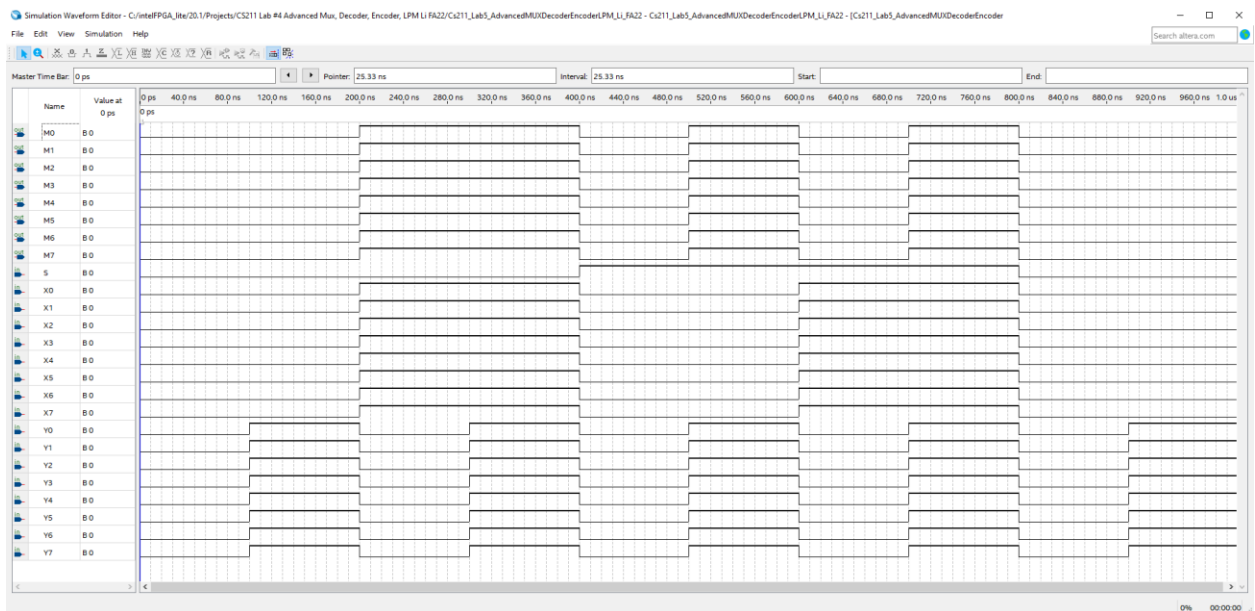 Simulation Waveform Editor - C:/intelFPGA_lite/20.1/Projects/CS211 Lab #4 Advanced Mux, Decoder, Encoder, LPM Li FA22/Cs211_Lab5_AdvancedMUXDecoderEncoderLPM_Li_FA22 - Cs211_Lab5_AdvancedMUXDecoderEncoderLPM_Li_FA22 - [Cs211_Lab5_AdvancedMUXDecoderEncoder
File Edit View Simulation Help
Search altera.com
Master Time Bar: 0 ps Pointer: 25.33 ns Interval: 25.33 ns Start: End:
Name Value at 0 ps
0 ps 40.0 ns 80.0 ns 120.0 ns 160.0 ns 200.0 ns 240.0 ns 280.0 ns 320.0 ns 360.0 ns 400.0 ns 440.0 ns 480.0 ns 520.0 ns 560.0 ns 600.0 ns 640.0 ns 680.0 ns 720.0 ns 760.0 ns 800.0 ns 840.0 ns 880.0 ns 920.0 ns 960.0 ns 1.0 us
0 ps
M0 B 0
M1 B 0
M2 B 0
M3 B 0
M4 B 0
M5 B 0
M6 B 0
M7 B 0
S B 0
X0 B 0
X1 B 0
X2 B 0
X3 B 0
X4 B 0
X5 B 0
X6 B 0
X7 B 0
Y0 B 0
Y1 B 0
Y2 B 0
Y3 B 0
Y4 B 0
Y5 B 0
Y6 B 0
Y7 B 0
0% 00:00:00